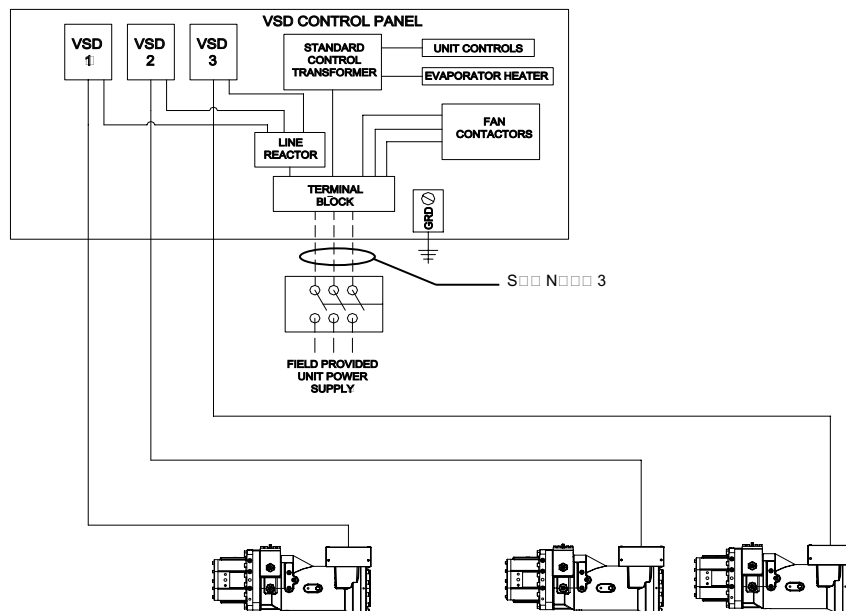 VSD CONTROL PANEL
VSD
1
VSD
2
VSD
3
STANDARD
CONTROL
TRANSFORMER
UNIT CONTROLS
EVAPORATOR HEATER
FAN
CONTACTORS
LINE
REACTOR
TERMINAL
BLOCK
GRD
S N 3
FIELD PROVIDED
UNIT POWER
SUPPLY